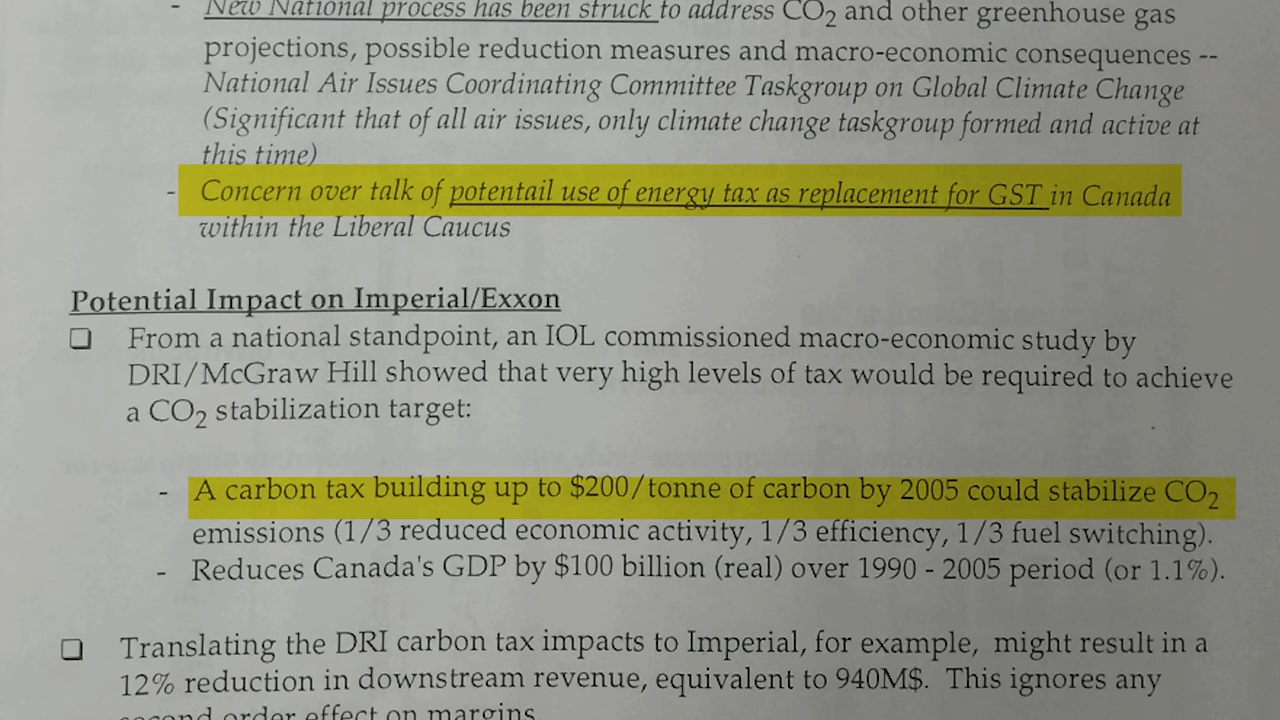 - New National process has been struck to address CO2 and other greenhouse gas
projections, possible reduction measures and macro-economic consequences --
National Air Issues Coordinating Committee Taskgroup on Global Climate Change
(Significant that of all air issues, only climate change taskgroup formed and active at
this time)
- Concern over talk of potentail use of energy tax as replacement for GST in Canada
within the Liberal Caucus
Potential Impact on Imperial/Exxon
❑ From a national standpoint, an IOL commissioned macro-economic study by
DRI/McGraw Hill showed that very high levels of tax would be required to achieve
a CO2 stabilization target:
- A carbon tax building up to $200/tonne of carbon by 2005 could stabilize CO2
emissions (1/3 reduced economic activity, 1/3 efficiency, 1/3 fuel switching).
- Reduces Canada's GDP by $100 billion (real) over 1990 - 2005 period (or 1.1%).
❑ Translating the DRI carbon tax impacts to Imperial, for example, might result in a
12% reduction in downstream revenue, equivalent to 940M$. This ignores any
second order effect on margins.